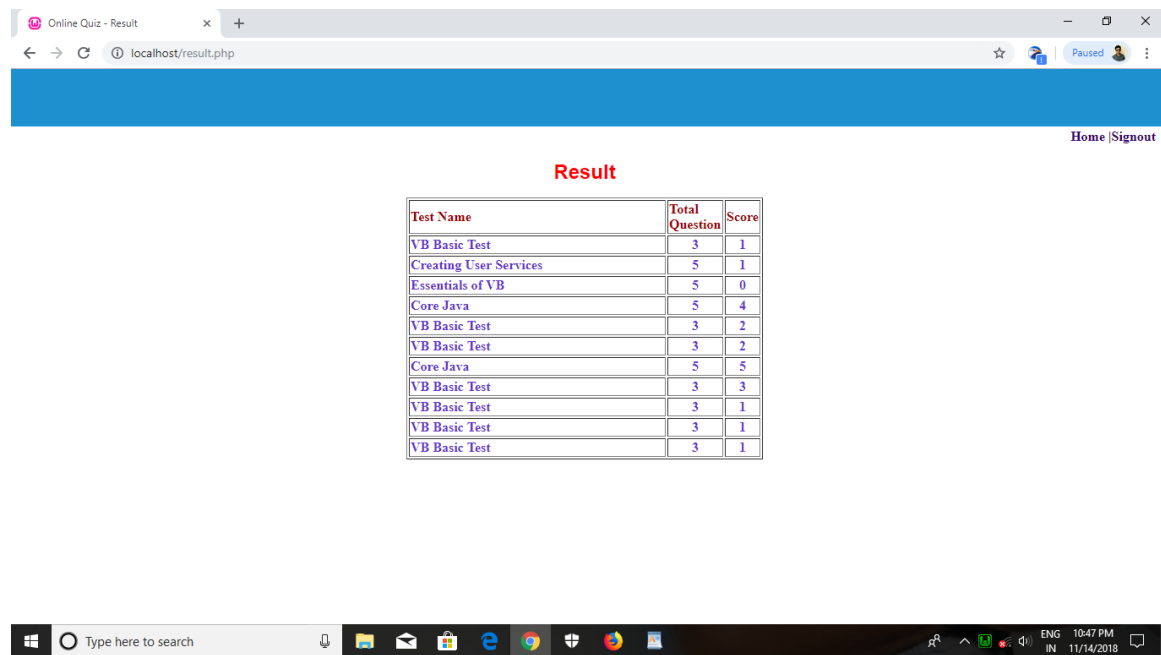 Online Quiz - Result
localhost/result.php
Paused
Home |Signout
Result
Test Name Total Question Score
VB Basic Test 3 1
Creating User Services 5 1
Essentials of VB 5 0
Core Java 5 4
VB Basic Test 3 2
VB Basic Test 3 2
Core Java 5 5
VB Basic Test 3 3
VB Basic Test 3 1
VB Basic Test 3 1
VB Basic Test 3 1
Type here to search
ENG 10:47 PM
IN 11/14/2018